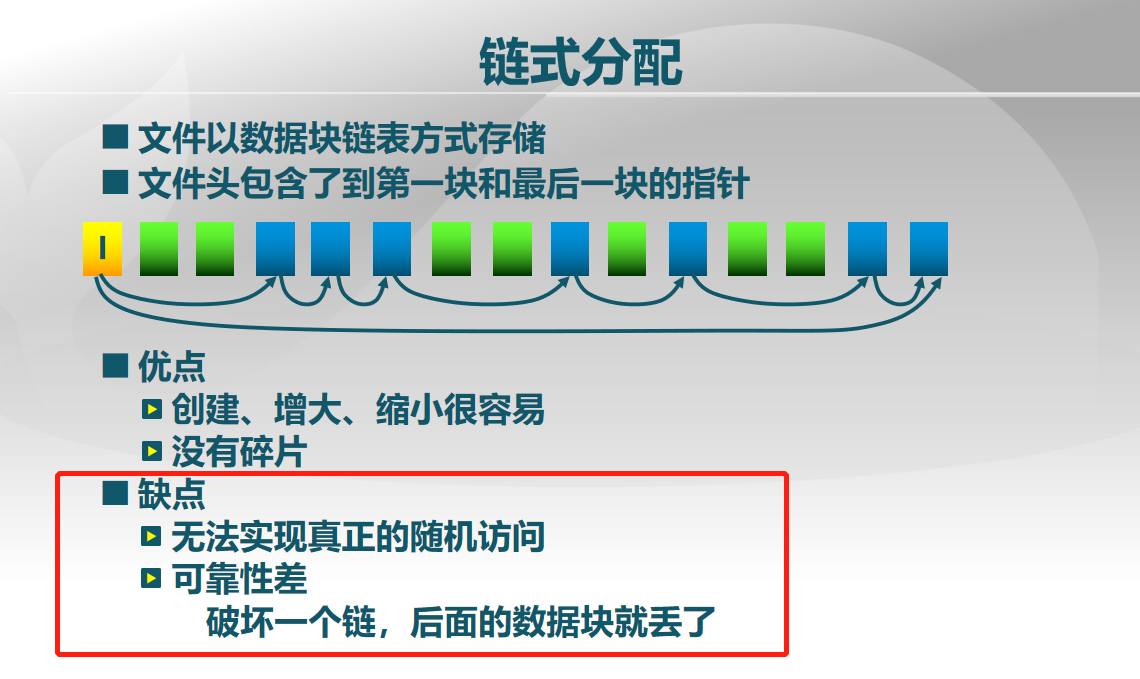 链式分配
文件以数据块链表方式存储
文件头包含了到第一块和最后一块的指针
I
优点
创建、增大、缩小很容易
没有碎片
缺点
无法实现真正的随机访问
可靠性差
破坏一个链，后面的数据块就丢了